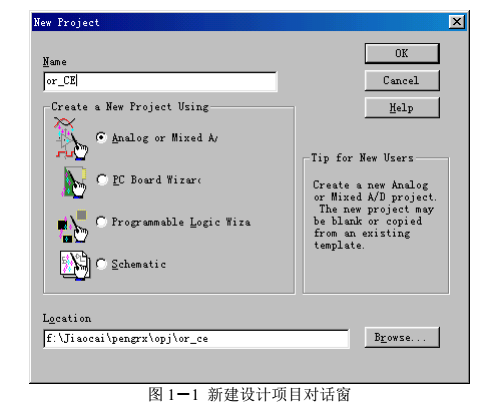 New Project
Name
or_CE
OK
Cancel
Help
Create a New Project Using
Analog or Mixed A/
PC Board Wizar
Programmable Logic Wiza
Schematic
Tip for New Users
Create a new Analog
or Mixed A/D project.
The new project may
be blank or copied
from an existing
template.
Location
f:\Jiaocai\pengrx\opj\or_ce
Browse...
图 1－1 新建设计项目对话窗